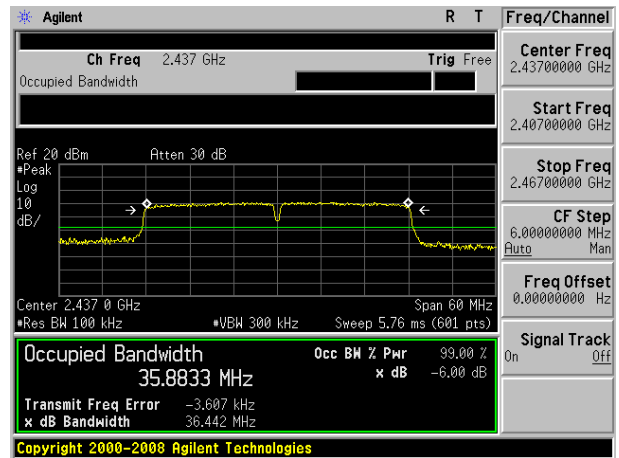 Agilent R T Freq/Channel
Ch Freq 2.437 GHz Trig Free
Occupied Bandwidth
Center Freq
2.43700000 GHz
Start Freq
2.40700000 GHz
Stop Freq
2.46700000 GHz
CF Step
6.00000000 MHz
Auto Man
Freq Offset
0.00000000 Hz
Signal Track
On Off
Ref 20 dBm Atten 30 dB
#Peak
Log
10
dB/
Center 2.437 0 GHz Span 60 MHz
#Res BW 100 kHz #VBW 300 kHz Sweep 5.76 ms (601 pts)
Occupied Bandwidth Occ BW % Pwr 99.00 %
35.8833 MHz x dB -6.00 dB
Transmit Freq Error -3.607 kHz
x dB Bandwidth 36.442 MHz
Copyright 2000-2008 Agilent Technologies